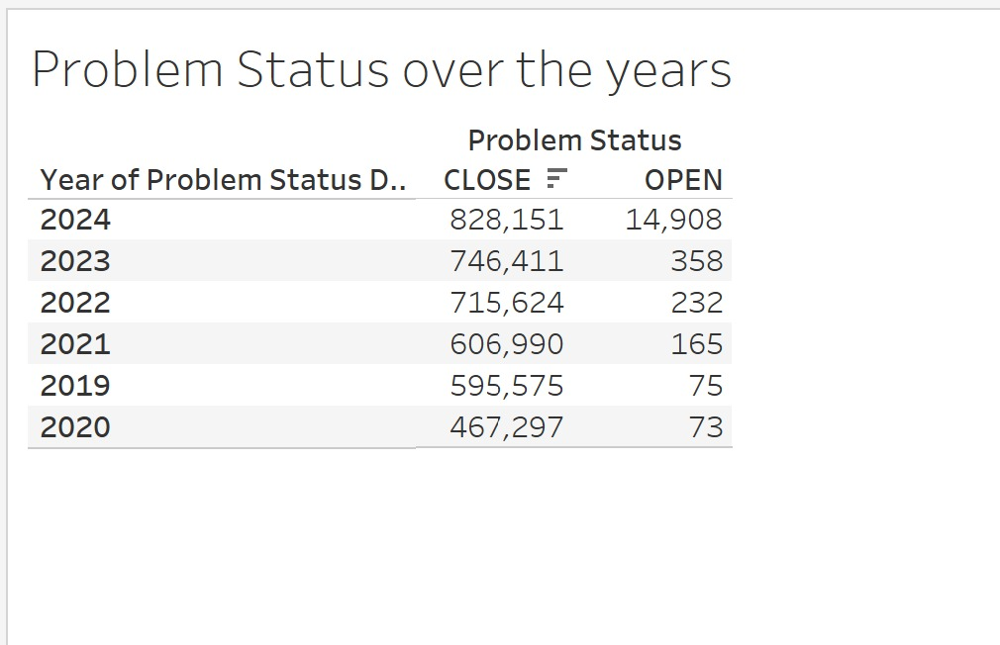 Problem Status over the years
Problem Status
Year of Problem Status D.. CLOSE OPEN
2024 828,151 14,908
2023 746,411 358
2022 715,624 232
2021 606,990 165
2019 595,575 75
2020 467,297 73